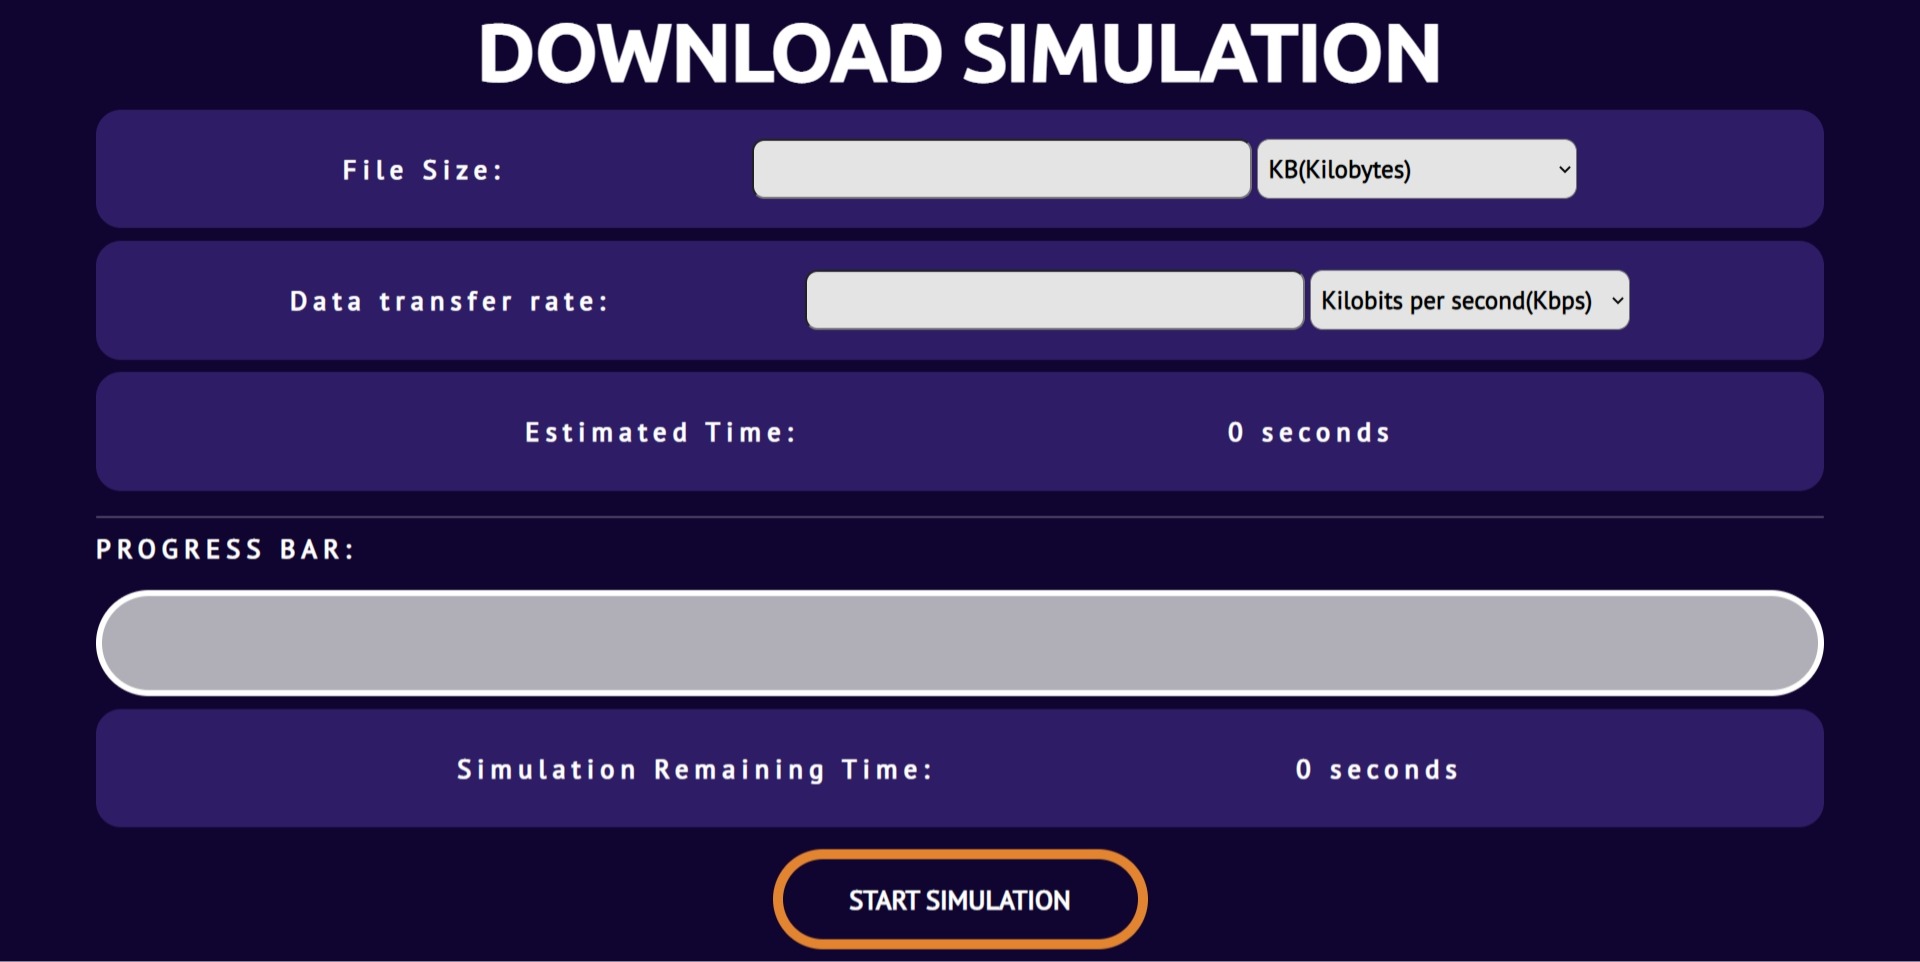 DOWNLOAD SIMULATION
File Size: KB(Kilobytes)
Data transfer rate: Kilobits per second(Kbps)
Estimated Time: 0 seconds
PROGRESS BAR:
Simulation Remaining Time: 0 seconds
START SIMULATION